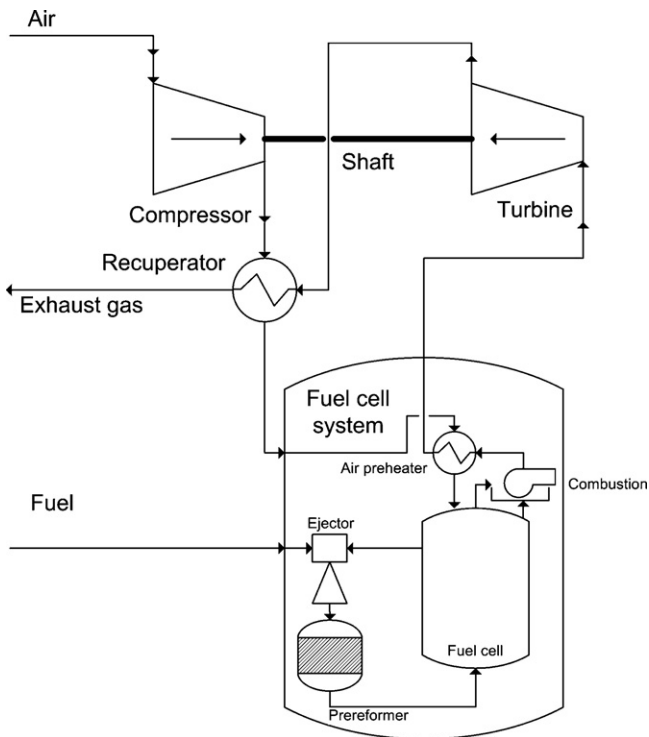 Air
Shaft
Compressor
Turbine
Recuperator
Exhaust gas
Fuel cell
system
Air preheater
Combustion
Fuel
Ejector
Fuel cell
Prereformer